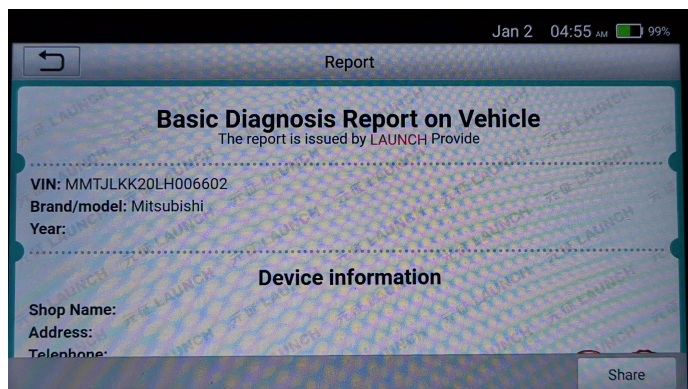 Jan 2 04:55 AM 99%
Report
Basic Diagnosis Report on Vehicle
The report is issued by LAUNCH Provide
VIN: MMTJLKK20LH006602
Brand/model: Mitsubishi
Year:
Device information
Shop Name:
Address:
Telephone:
Share